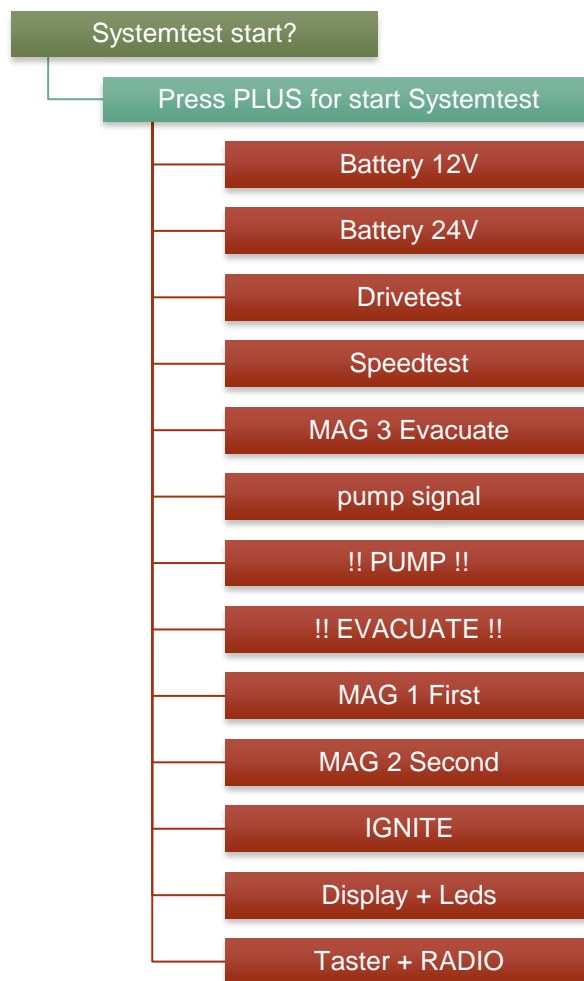 Systemtest start?
Press PLUS for start Systemtest
Battery 12V
Battery 24V
Drivetest
Speedtest
MAG 3 Evacuate
pump signal
!! PUMP !!
!! EVACUATE !!
MAG 1 First
MAG 2 Second
IGNITE
Display + Leds
Taster + RADIO